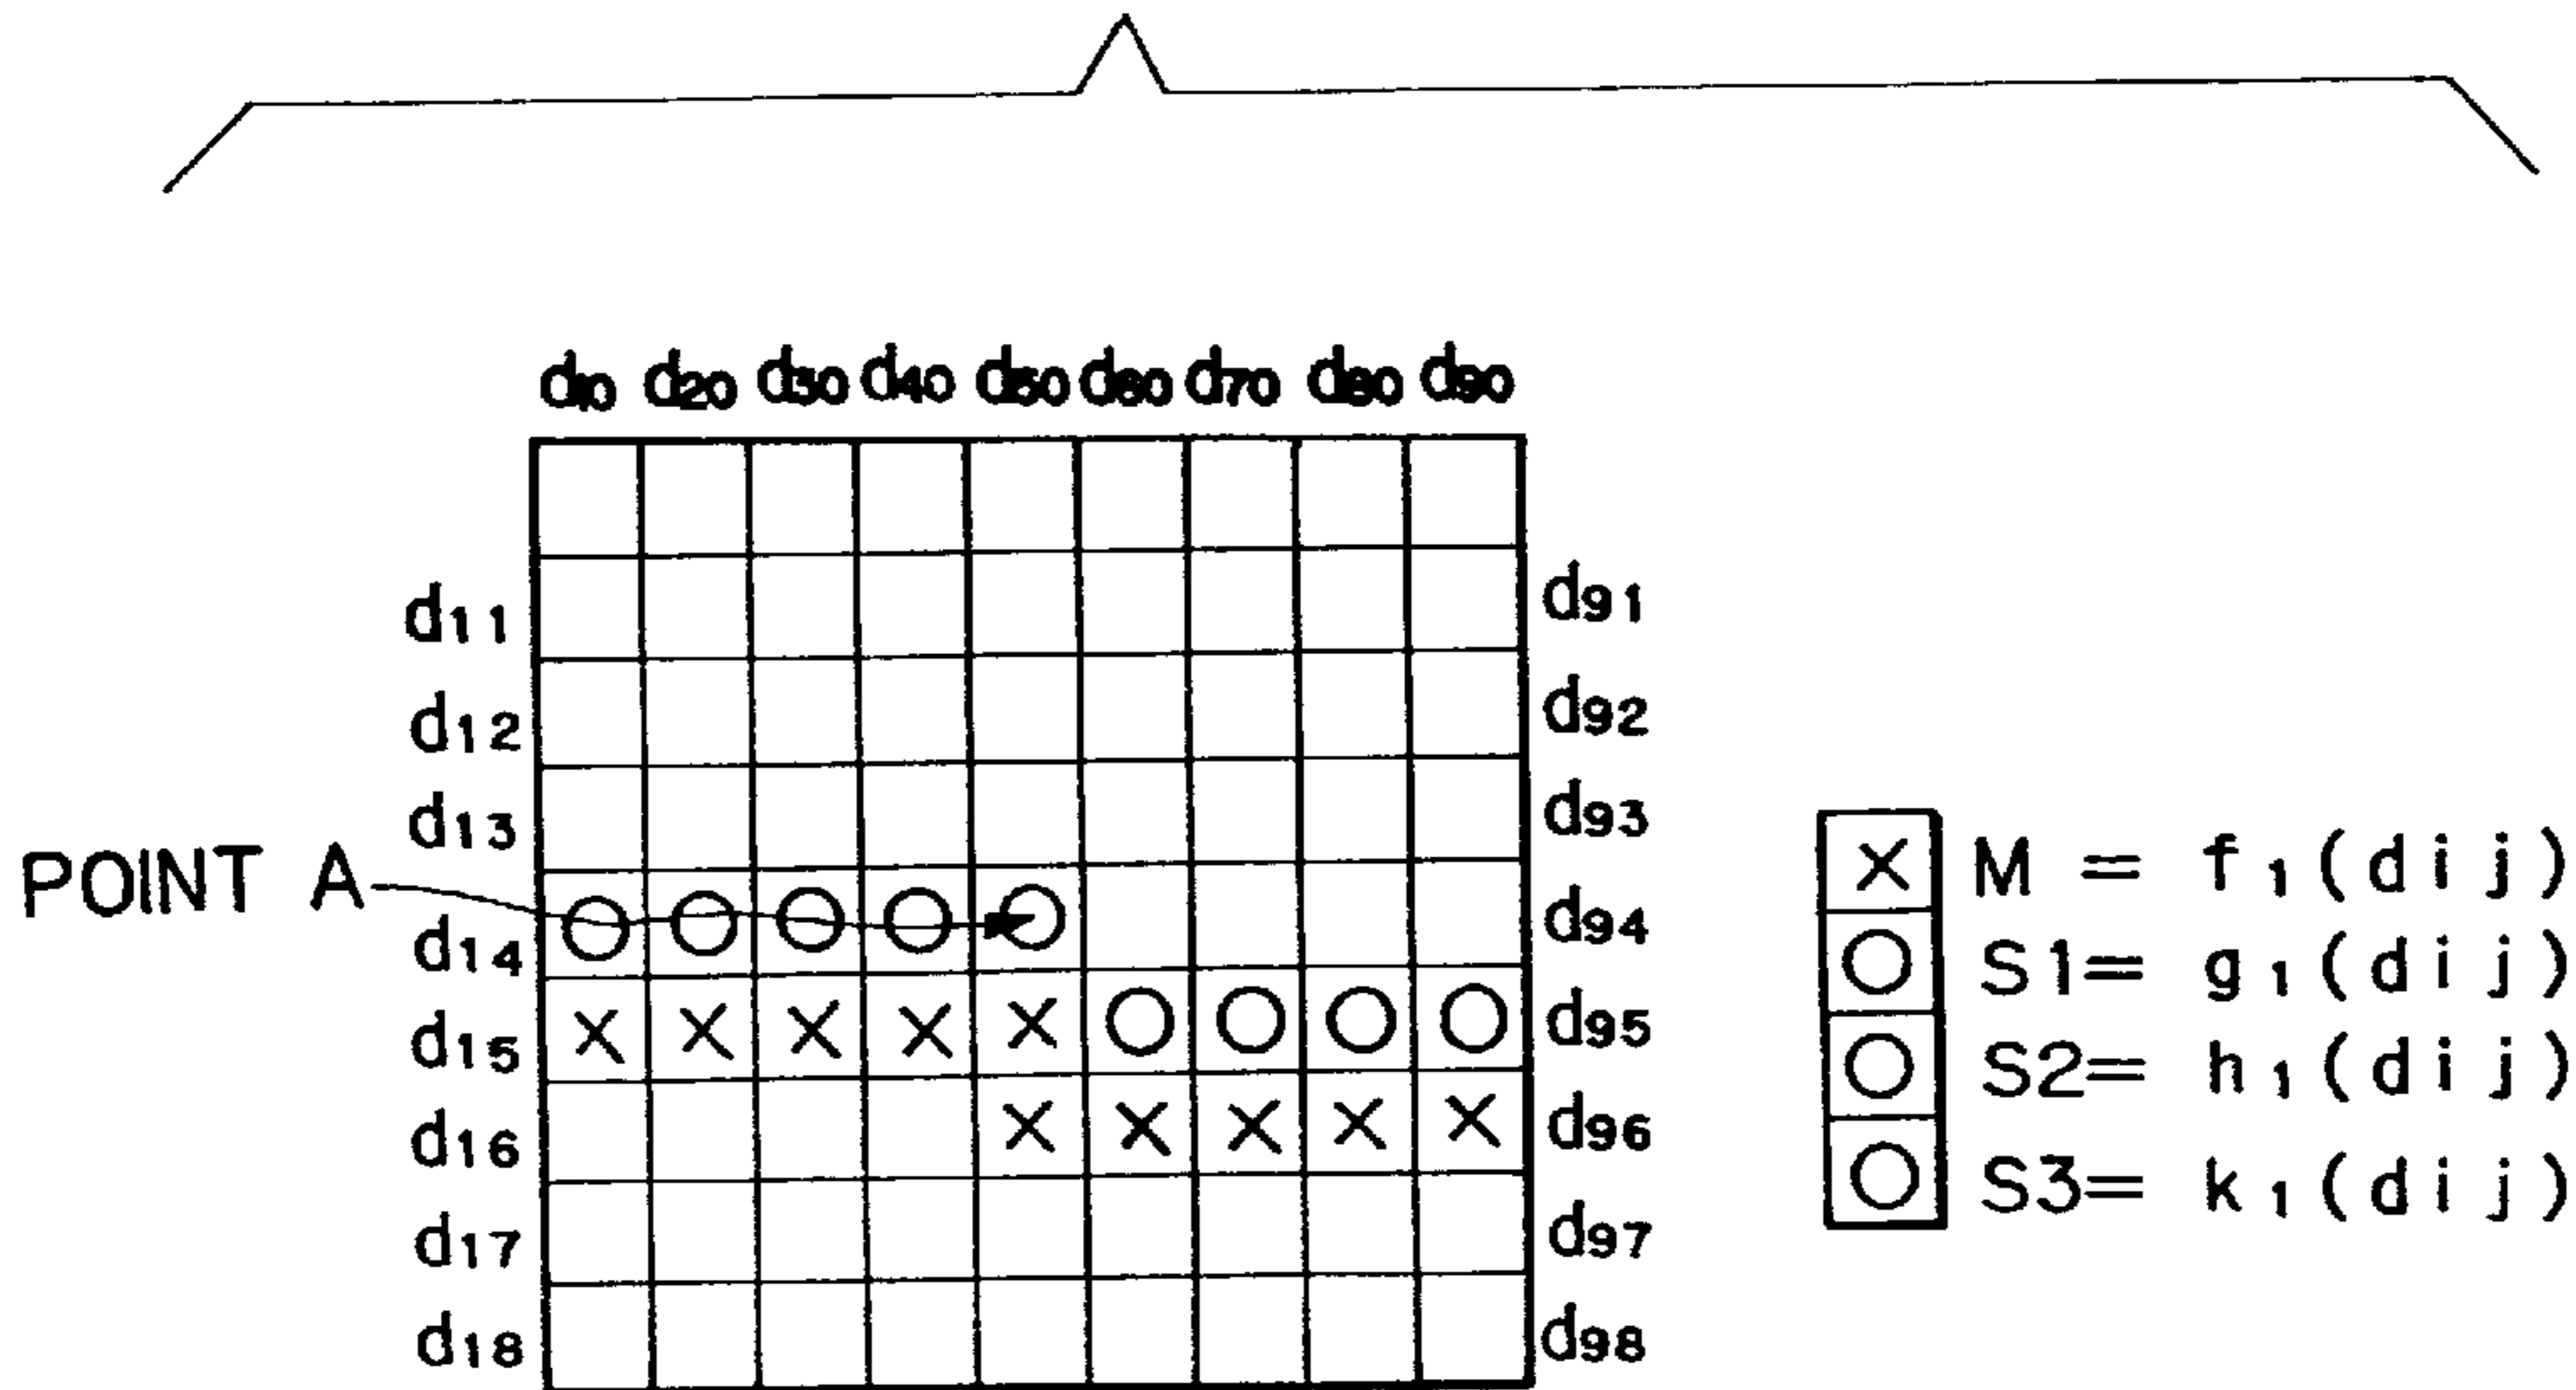 d10 d20 d30 d40 d50 d60 d70 d80 d90
d11 d91
d12 d92
d13 d93
POINT A
d14 d94
d15 d95
d16 d96
d17 d97
d18 d98
× M = f1(dij)
○ S1= g1(dij)
○ S2= h1(dij)
○ S3= k1(dij)